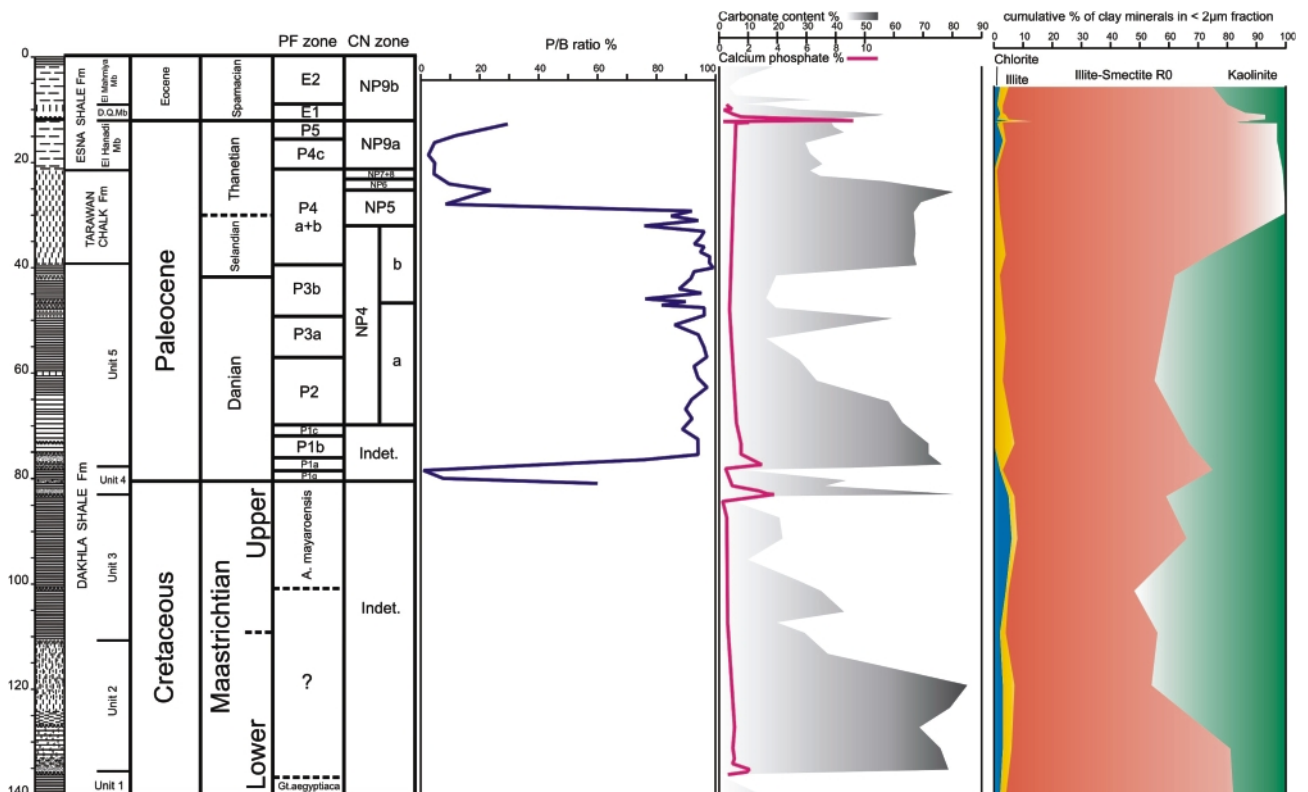 PF zone
CN zone
P/B ratio %
Carbonate content %
0 10 20 30 40 50 60 70 80 90
0 2 4 6 8 10
Calcium phosphate %
cumulative % of clay minerals in < 2µm fraction
0 10 20 30 40 50 60 70 80 90 100
Chlorite
Illite
Illite-Smectite R0
Kaolinite
0 20 40 60 80 100
0
20
40
60
80
100
120
140
ESNA SHALE Fm
El Mahmiya Mb
D.Q.Mb
El Hanadi Mb
TARAWAN CHALK Fm
DAKHLA SHALE Fm
Unit 5
Unit 4
Unit 3
Unit 2
Unit 1
Eocene
Paleocene
Cretaceous
Sparnacian
Thanetian
Selandian
Danian
Maastrichtian
Upper
Lower
E2
E1
P5
P4c
P4
a+b
P3b
P3a
P2
P1c
P1b
P1a
P1α
A. mayaroensis
?
Gt.aegyptiaca
NP9b
NP9a
NP7+8
NP6
NP5
NP4
b
a
Indet.
Indet.